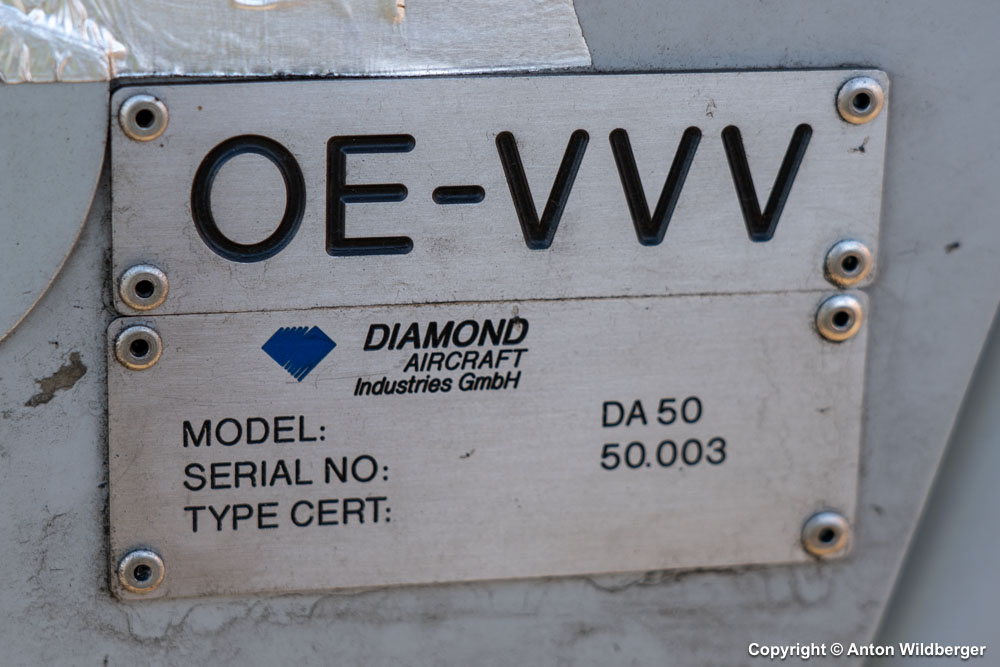 OE-VVV
DIAMOND
AIRCRAFT
Industries GmbH
MODEL: DA 50
SERIAL NO: 50.003
TYPE CERT:
Copyright © Anton Wildberger